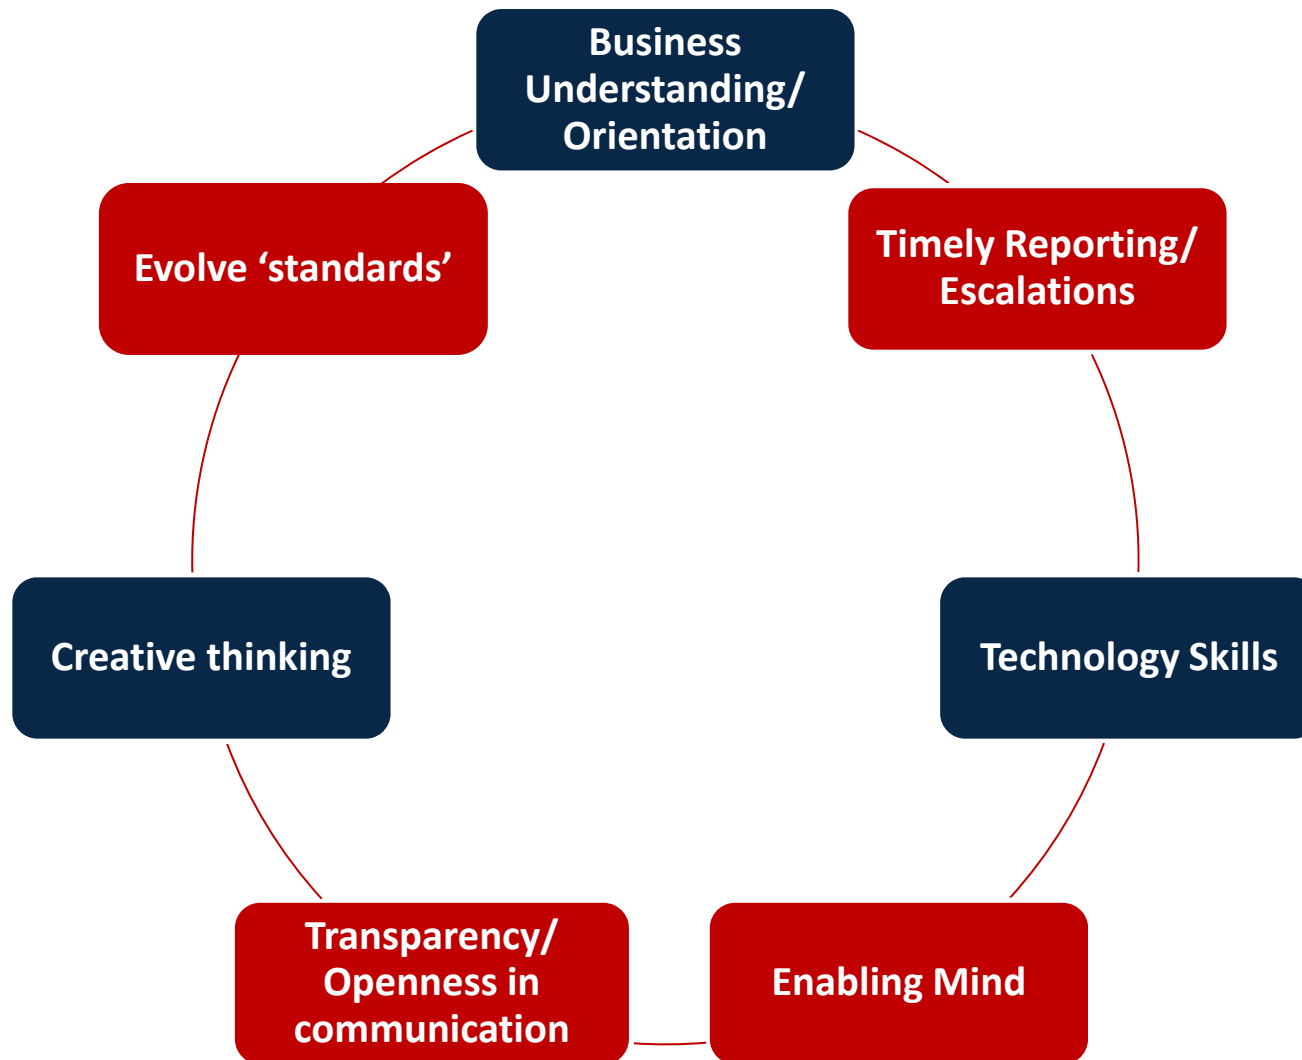 Business
Understanding/
Orientation
Evolve ‘standards’
Timely Reporting/
Escalations
Creative thinking
Technology Skills
Transparency/
Openness in
communication
Enabling Mind